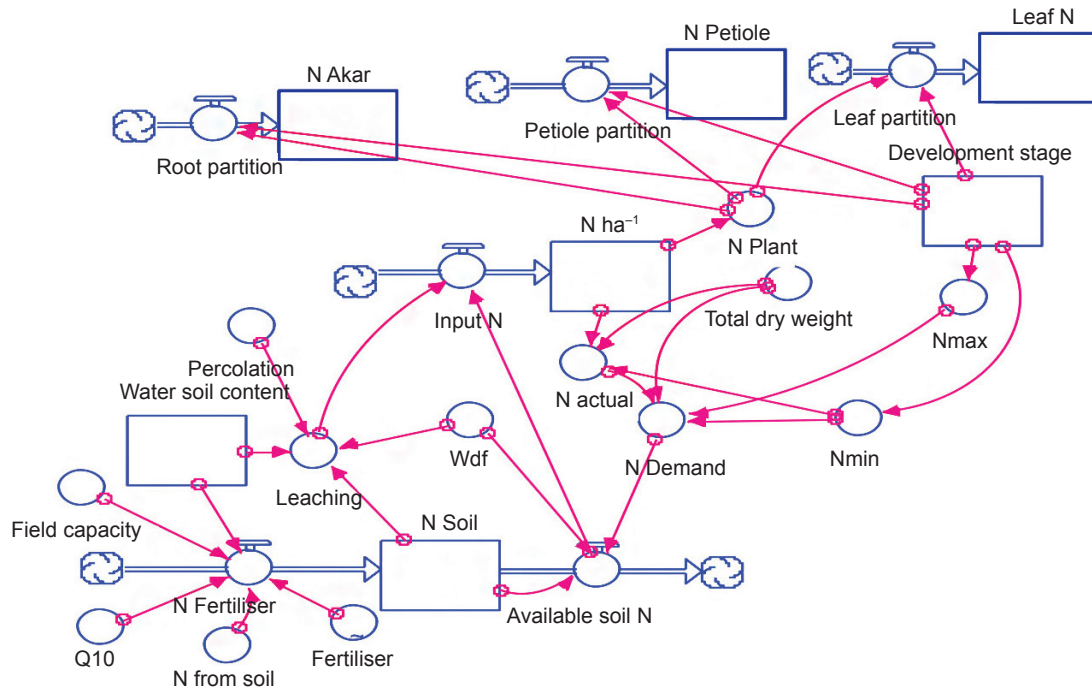 Leaf N
N Petiole
N Akar
Petiole partition
Leaf partition
Root partition
Development stage
N ha⁻¹
N Plant
Input N
Total dry weight
Nmax
Percolation
Water soil content
N actual
Wdf
N Demand
Nmin
Leaching
Field capacity
N Soil
N Fertiliser
Available soil N
Q10
N from soil
Fertiliser
~